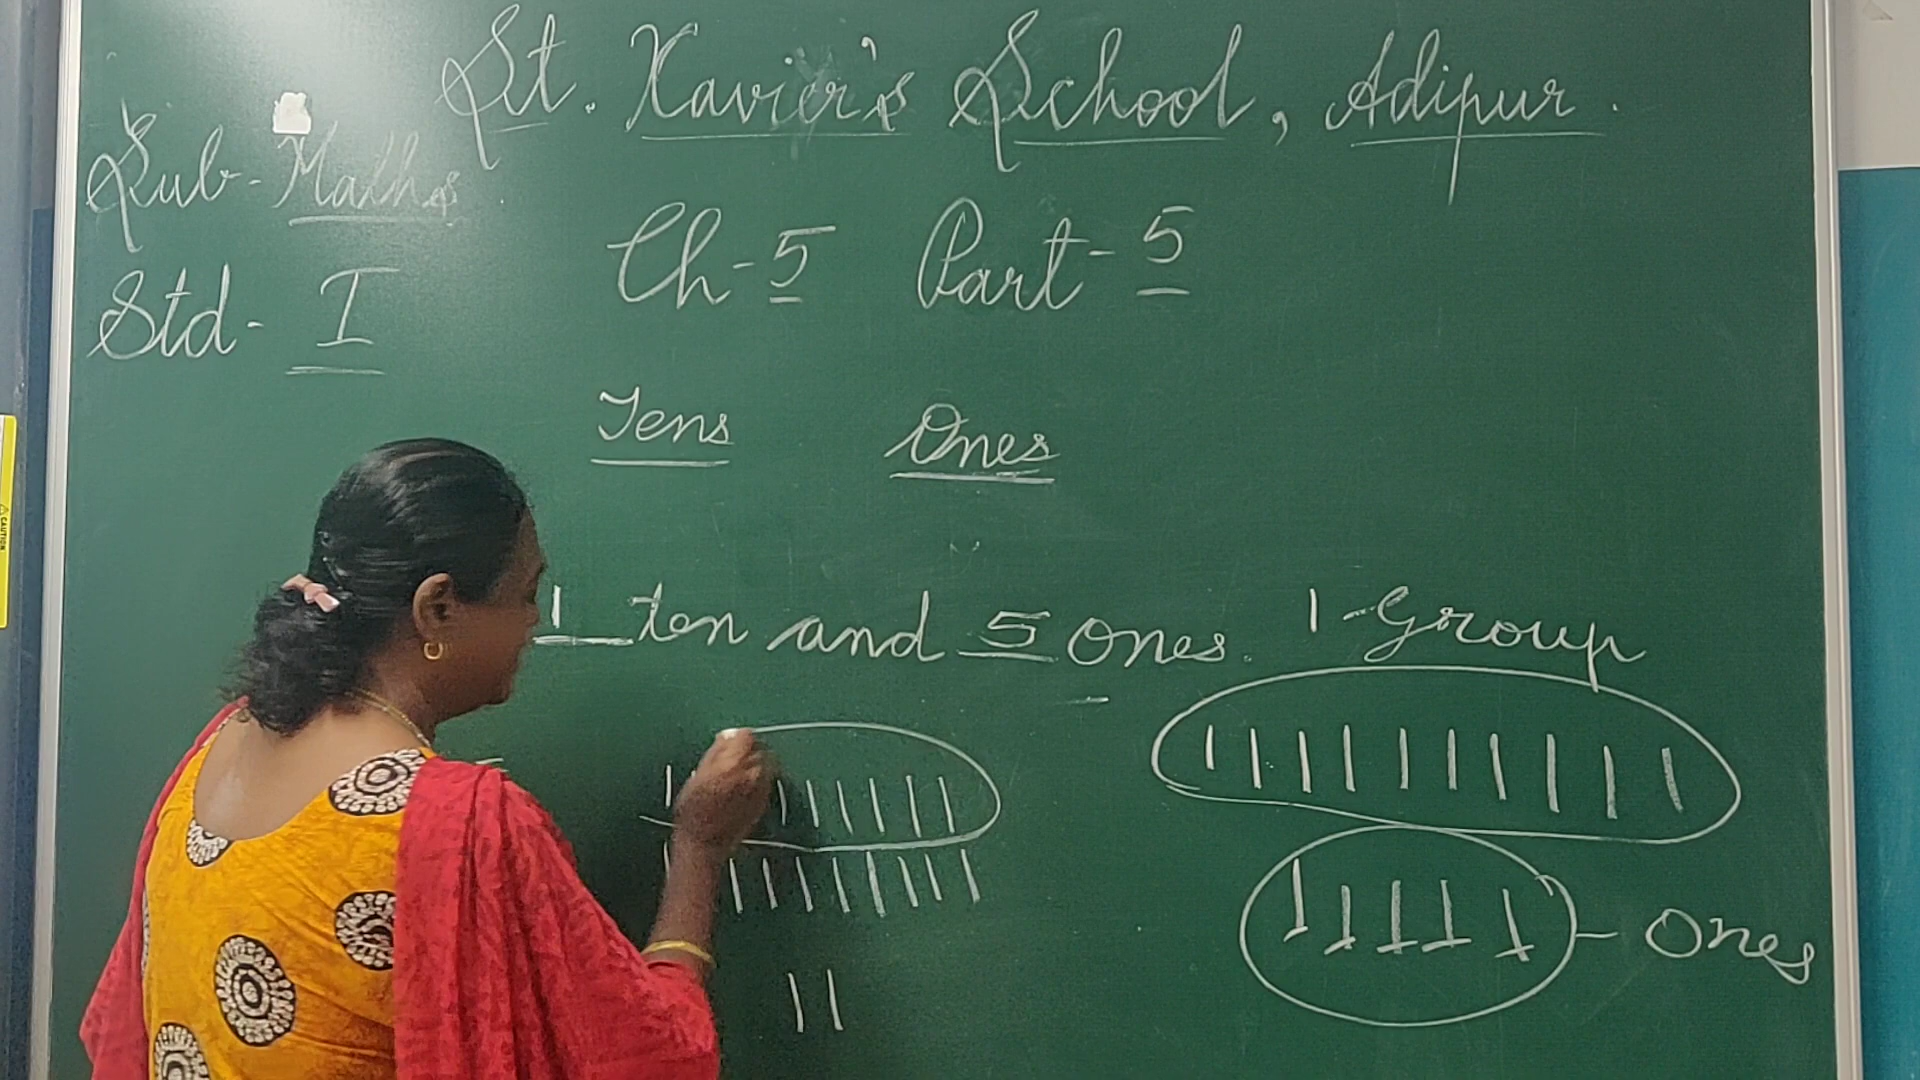 St. Xavier's School, Adipur.
Sub - Maths.
Ch - 5 Part - 5
Std - I
Tens Ones
1 ten and 5 ones. 1 - Group
- Ones
CAUTION